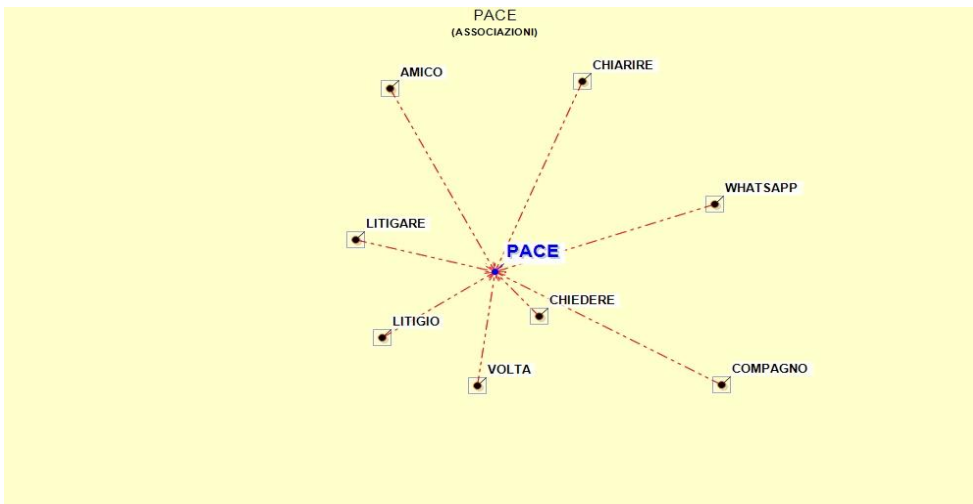 PACE
(ASSOCIAZIONI)
AMICO
CHIARIRE
WHATSAPP
LITIGARE
PACE
CHIEDERE
LITIGIO
VOLTA
COMPAGNO